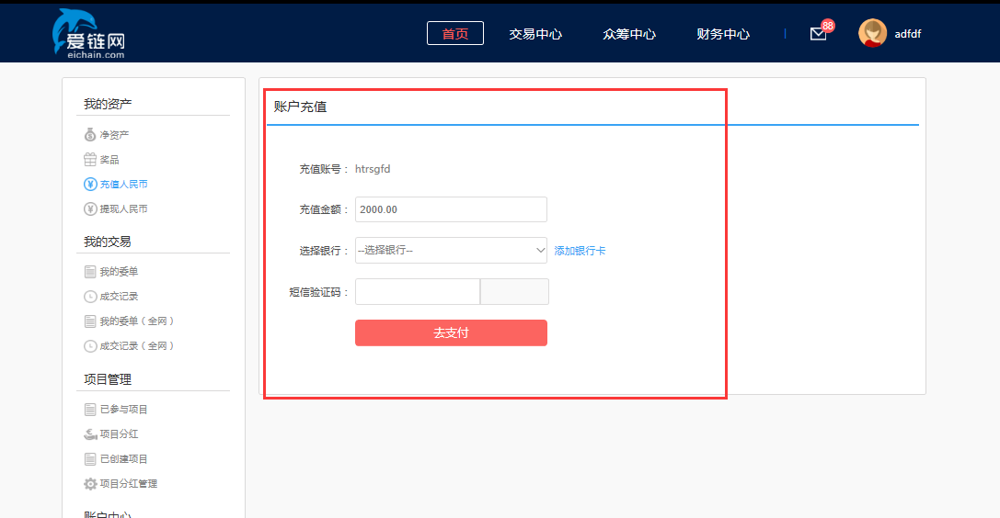 爱链网
eichain.com
首页 交易中心 众筹中心 财务中心 88 adfdf
我的资产
净资产
奖品
充值人民币
提现人民币
我的交易
我的委单
成交记录
我的委单（全网）
成交记录（全网）
项目管理
已参与项目
项目分红
已创建项目
项目分红管理
账户中心
账户充值
充值账号： htrsgfd
充值金额： 2000.00
选择银行： --选择银行-- 添加银行卡
短信验证码：
去支付